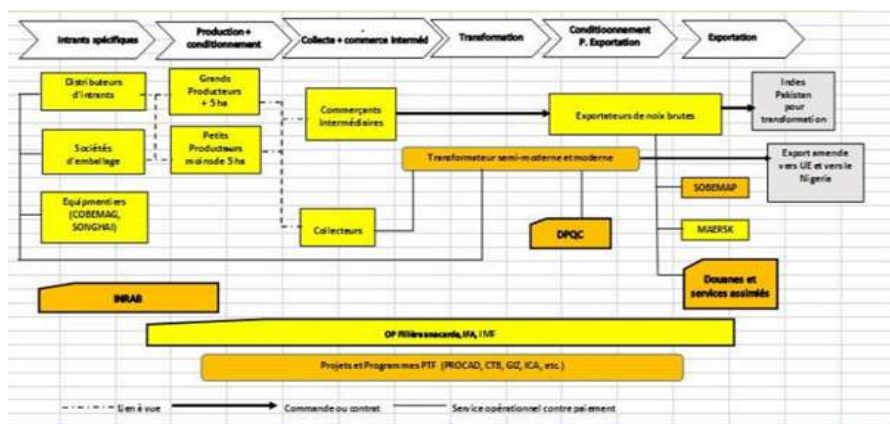 Intrants spécifiques
Production +
conditionnement
Collecte + commerce Interméd
Transformation
Conditioonnement
P. Exportation
Exportation
Distributeurs
d'intrants
Grands
Producteurs
+ 5 ha
Commerçants
Intermédiaires
Exportateurs de noix brutes
Indes
Pakistan
pour
transformation
Sociétés
d'emballage
Petits
Producteurs
moins de 5 ha
Transformateur semi-moderne et moderne
Export amende
vers UE et vers le
Nigeria
Equipmentiers
(COBEMAG,
SONGHAI)
Collecteurs
DPQC
SOBEMAP
MAERSK
Douanes et
services assimilés
INRAB
OP Filière anacarde, IFA, IMF
Projets et Programmes PTF (PROCAD, CTB, GIZ, ICA, etc.)
Lien à vue
Commande ou contrat
Service opérationnel contre paiement